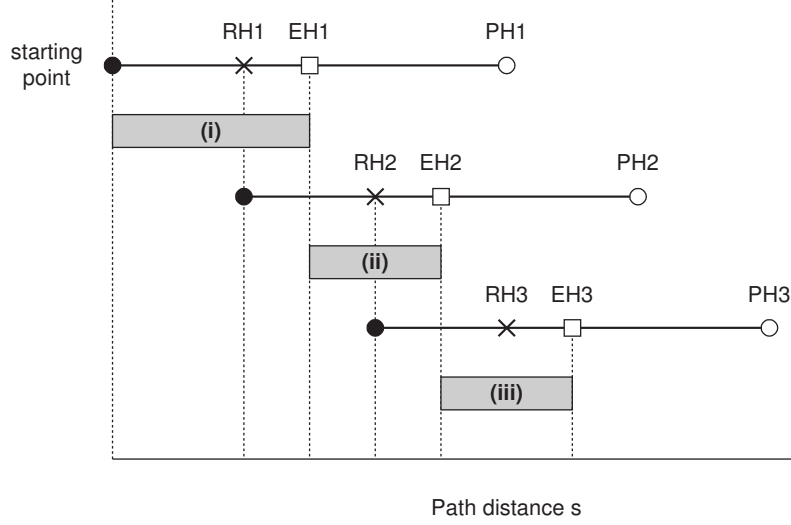 RH1 EH1 PH1
starting
point
(i)
RH2 EH2 PH2
(ii)
RH3 EH3 PH3
(iii)
Path distance s